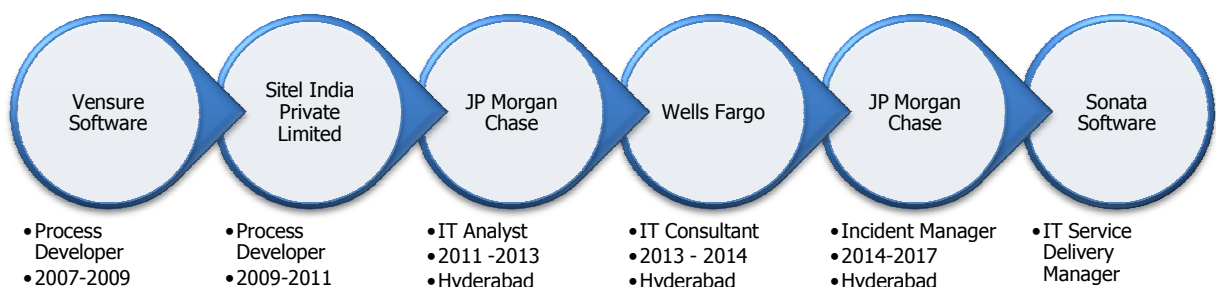 Vensure
Software
Sitel India
Private
Limited
JP Morgan
Chase
Wells Fargo
JP Morgan
Chase
Sonata
Software
•Process
Developer
•2007-2009
•Process
Developer
•2009-2011
•IT Analyst
•2011 -2013
•Hyderabad
•IT Consultant
•2013 - 2014
•Hyderabad
•Incident Manager
•2014-2017
•Hyderabad
•IT Service
Delivery
Manager